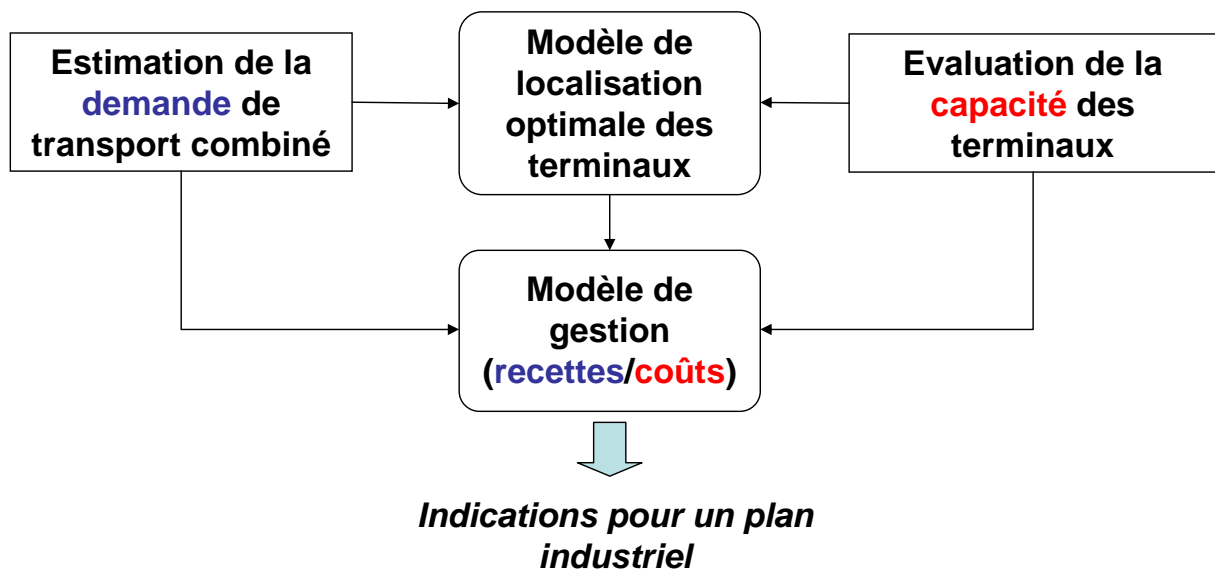 Estimation de la
demande de
transport combiné
Modèle de
localisation
optimale des
terminaux
Evaluation de la
capacité des
terminaux
Modèle de
gestion
(recettes/coûts)
Indications pour un plan
industriel